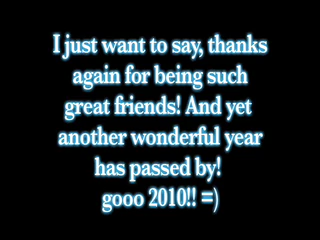 I just want to say, thanks
again for being such
great friends! And yet
another wonderful year
has passed by!
gooo 2010!! =)